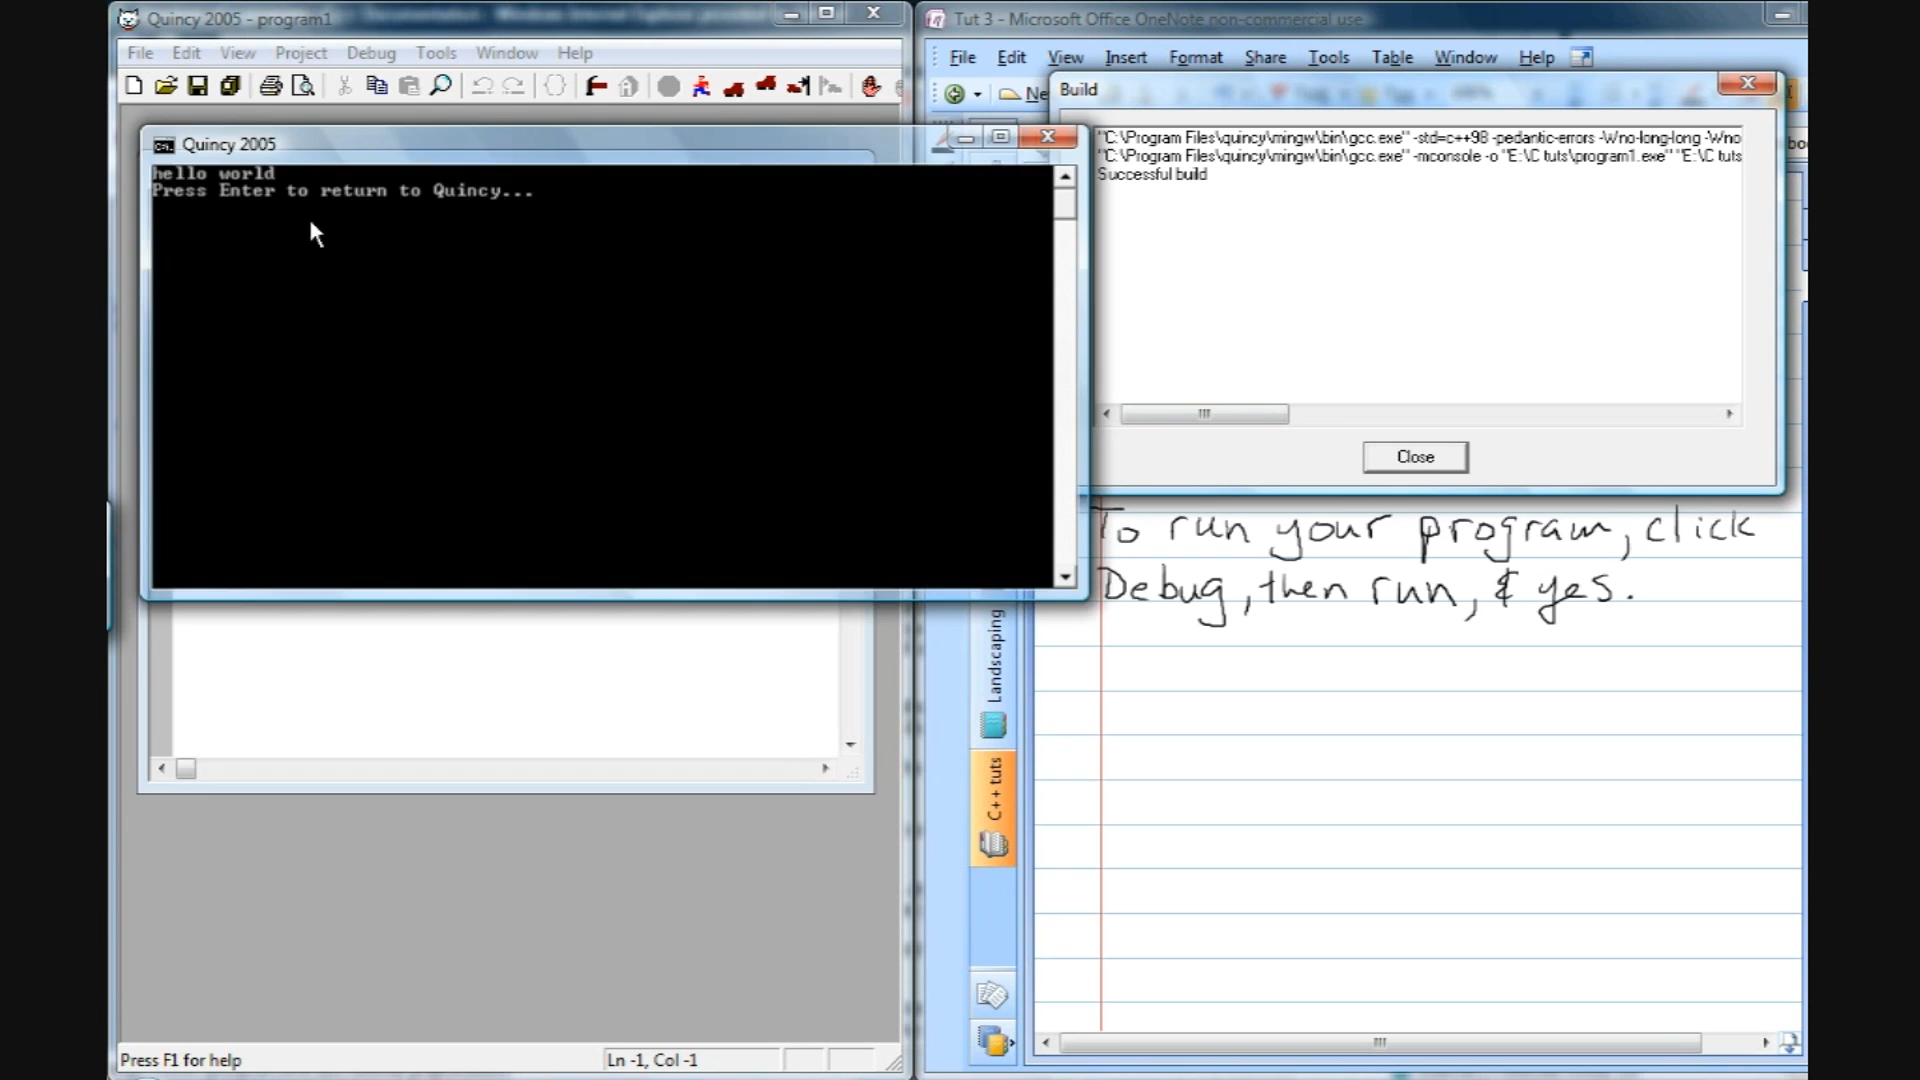 Quincy 2005 - program1
File Edit View Project Debug Tools Window Help
Quincy 2005
hello world
Press Enter to return to Quincy...
Press F1 for help
Ln -1, Col -1
Tut 3 - Microsoft Office OneNote non-commercial use
File Edit View Insert Format Share Tools Table Window Help
Build
"C:\Program Files\quincy\mingw\bin\gcc.exe" -std=c++98 -pedantic-errors -Wno-long-long -Wno
"C:\Program Files\quincy\mingw\bin\gcc.exe" -mconsole -o "E:\C tuts\program1.exe" "E:\C tuts
Successful build
Close
To run your program, click
Debug, then run, & yes.
Landscaping
C++ tuts